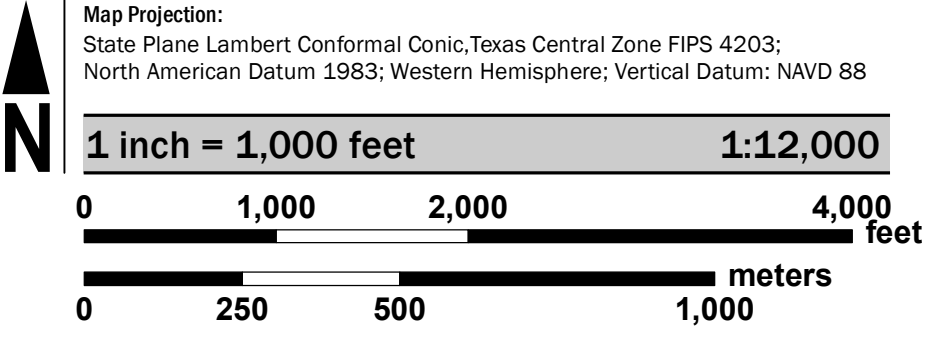 Map Projection:
State Plane Lambert Conformal Conic,Texas Central Zone FIPS 4203;
North American Datum 1983; Western Hemisphere; Vertical Datum: NAVD 88
N
1 inch = 1,000 feet 1:12,000
0 1,000 2,000 4,000
feet
meters
0 250 500 1,000